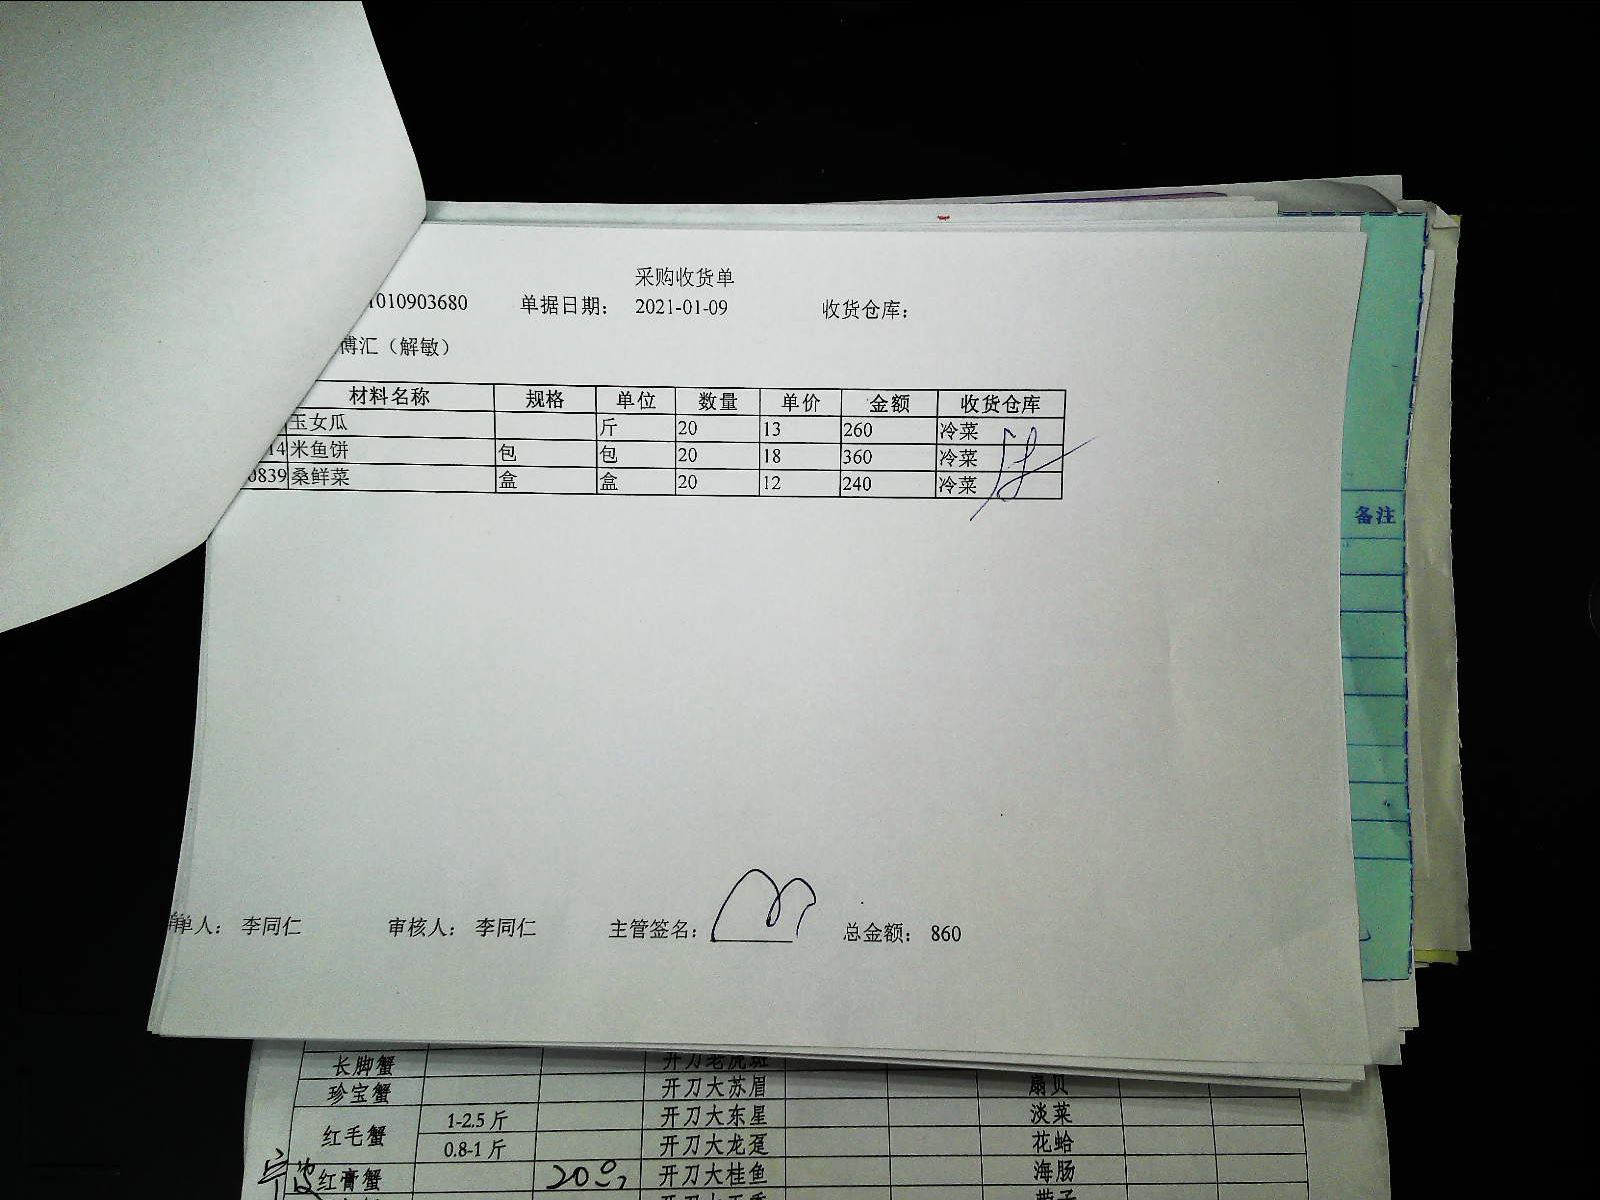 采购收货单
1010903680 单据日期： 2021-01-09 收货仓库：
博汇（解敏）
材料名称 规格 单位 数量 单价 金额 收货仓库
玉女瓜 斤 20 13 260 冷菜
14 米鱼饼 包 包 20 18 360 冷菜
0839 桑鲜菜 盒 盒 20 12 240 冷菜
备注
单人： 李同仁 审核人： 李同仁 主管签名： 总金额： 860
长脚蟹 开刀老虎斑
珍宝蟹 开刀大苏眉 扇贝
红毛蟹 1-2.5斤 开刀大东星 淡菜
0.8-1斤 开刀大龙趸 花蛤
红膏蟹 开刀大桂鱼 海肠